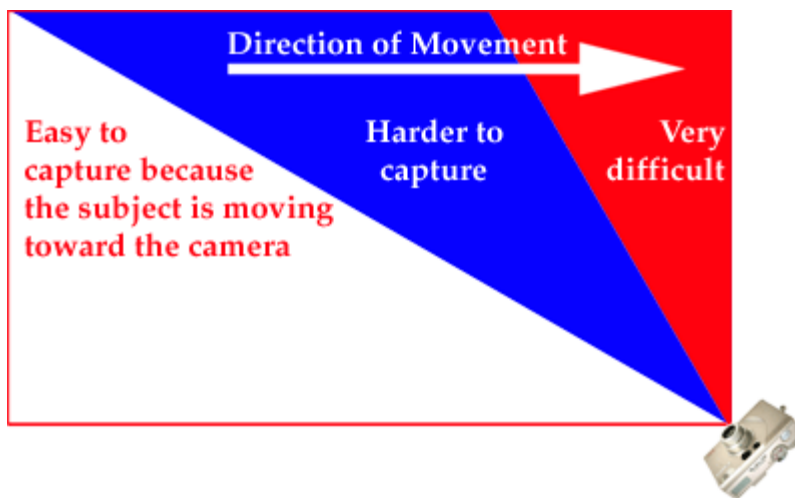 Direction of Movement
Easy to
capture because
the subject is moving
toward the camera
Harder to
capture
Very
difficult